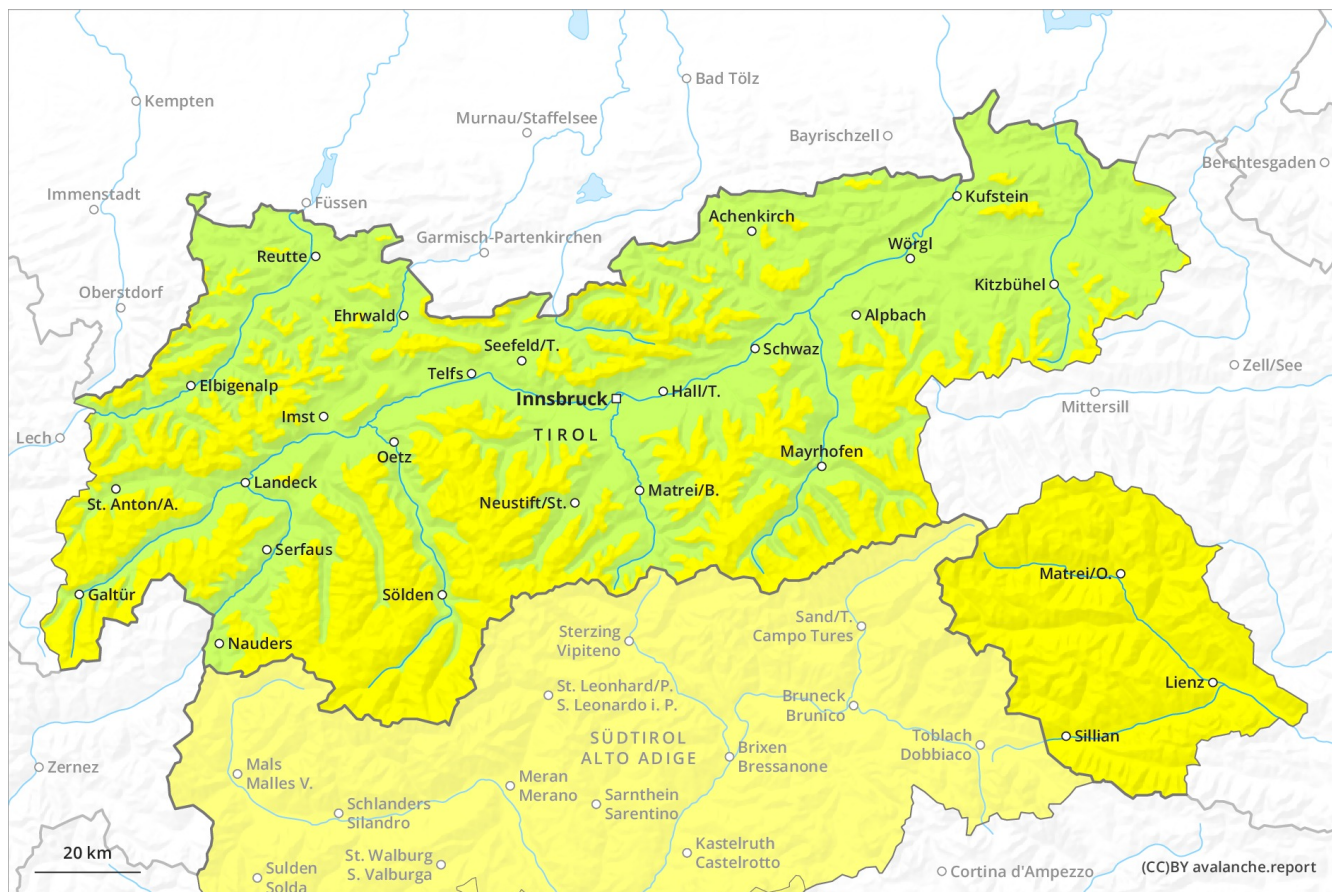 Bad Tölz
Kempten
Murnau/Staffelsee
Bayrischzell
Berchtesgaden
Immenstadt
Füssen
Kufstein
Achenkirch
Garmisch-Partenkirchen
Wörgl
Reutte
Kitzbühel
Oberstdorf
Ehrwald
Alpbach
Seefeld/T.
Schwaz
Zell/See
Telfs
Elbigenalp
Innsbruck
Hall/T.
Mittersill
Imst
TIROL
Lech
Oetz
Mayrhofen
Landeck
Matrei/B.
St. Anton/A.
Neustift/St.
Serfaus
Matrei/O.
Galtür
Sölden
Sand/T.
Campo Tures
Sterzing
Vipiteno
Nauders
Lienz
St. Leonhard/P.
S. Leonardo i. P.
Bruneck
Brunico
SÜDTIROL
ALTO ADIGE
Toblach
Dobbiaco
Sillian
Brixen
Bressanone
Zernez
Mals
Malles V.
Meran
Merano
Sarnthein
Sarentino
Schlanders
Silandro
Kastelruth
Castelrotto
St. Walburg
S. Valburga
20 km
Sulden
Solda
Cortina d'Ampezzo
(CC)BY avalanche.report